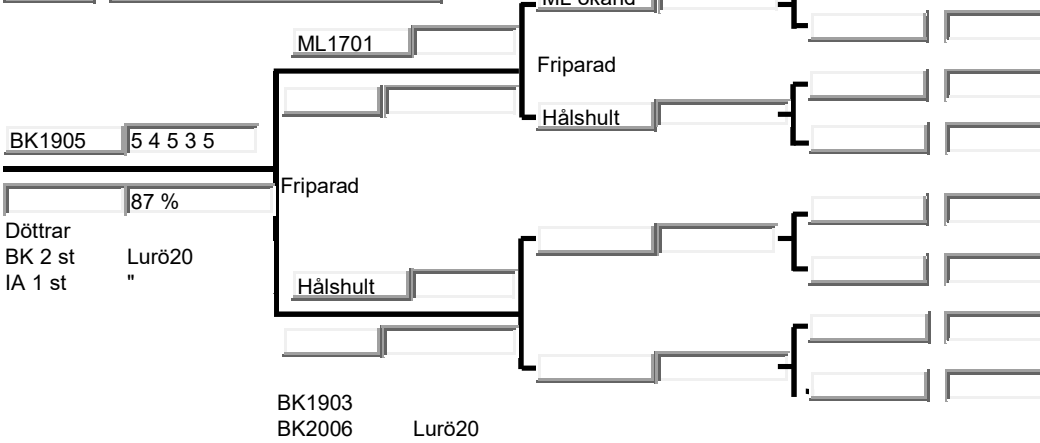 ML1701
Friparad
Hålshult
BK1905 5 4 5 3 5
Friparad
87 %
Döttrar
BK 2 st Lurö20
IA 1 st "
Hålshult
BK1903
BK2006 Lurö20